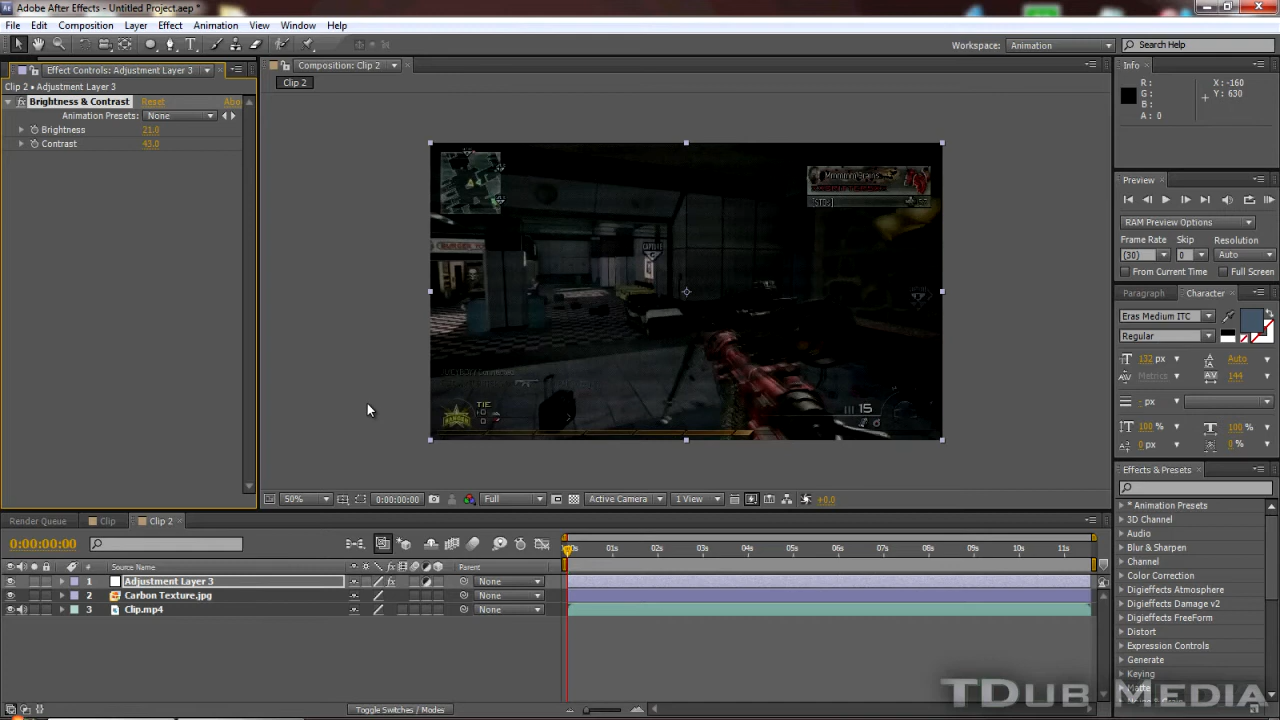 Adobe After Effects - Untitled Project.aep *
File Edit Composition Layer Effect Animation View Window Help
Workspace: Animation Search Help
Effect Controls: Adjustment Layer 3
Clip 2 • Adjustment Layer 3
Brightness & Contrast Reset Abo
Animation Presets: None
Brightness 21.0
Contrast 43.0
Composition: Clip 2
Clip 2
BURGER TO
15
TIE
50% 0:00:00:00 Full Active Camera 1 View +0.0
Info
R: X: -160
G: Y: 630
B:
A: 0
Preview
RAM Preview Options
Frame Rate Skip Resolution
(30) 0 Auto
From Current Time Full Screen
Paragraph Character
Eras Medium ITC
Regular
132 px Auto
Metrics 144
- px
100 % 100 %
0 px 0 %
Effects & Presets
* Animation Presets
3D Channel
Audio
Blur & Sharpen
Channel
Color Correction
Digieffects Atmosphere
Digieffects Damage v2
Digieffects FreeForm
Distort
Expression Controls
Generate
Keying
Matte
Render Queue Clip Clip 2
0:00:00:00
# Source Name Parent
01s 02s 03s 04s 05s 06s 07s 08s 09s 10s 11s
1 Adjustment Layer 3 None
2 Carbon Texture.jpg None
3 Clip.mp4 None
Toggle Switches / Modes
TDub Media